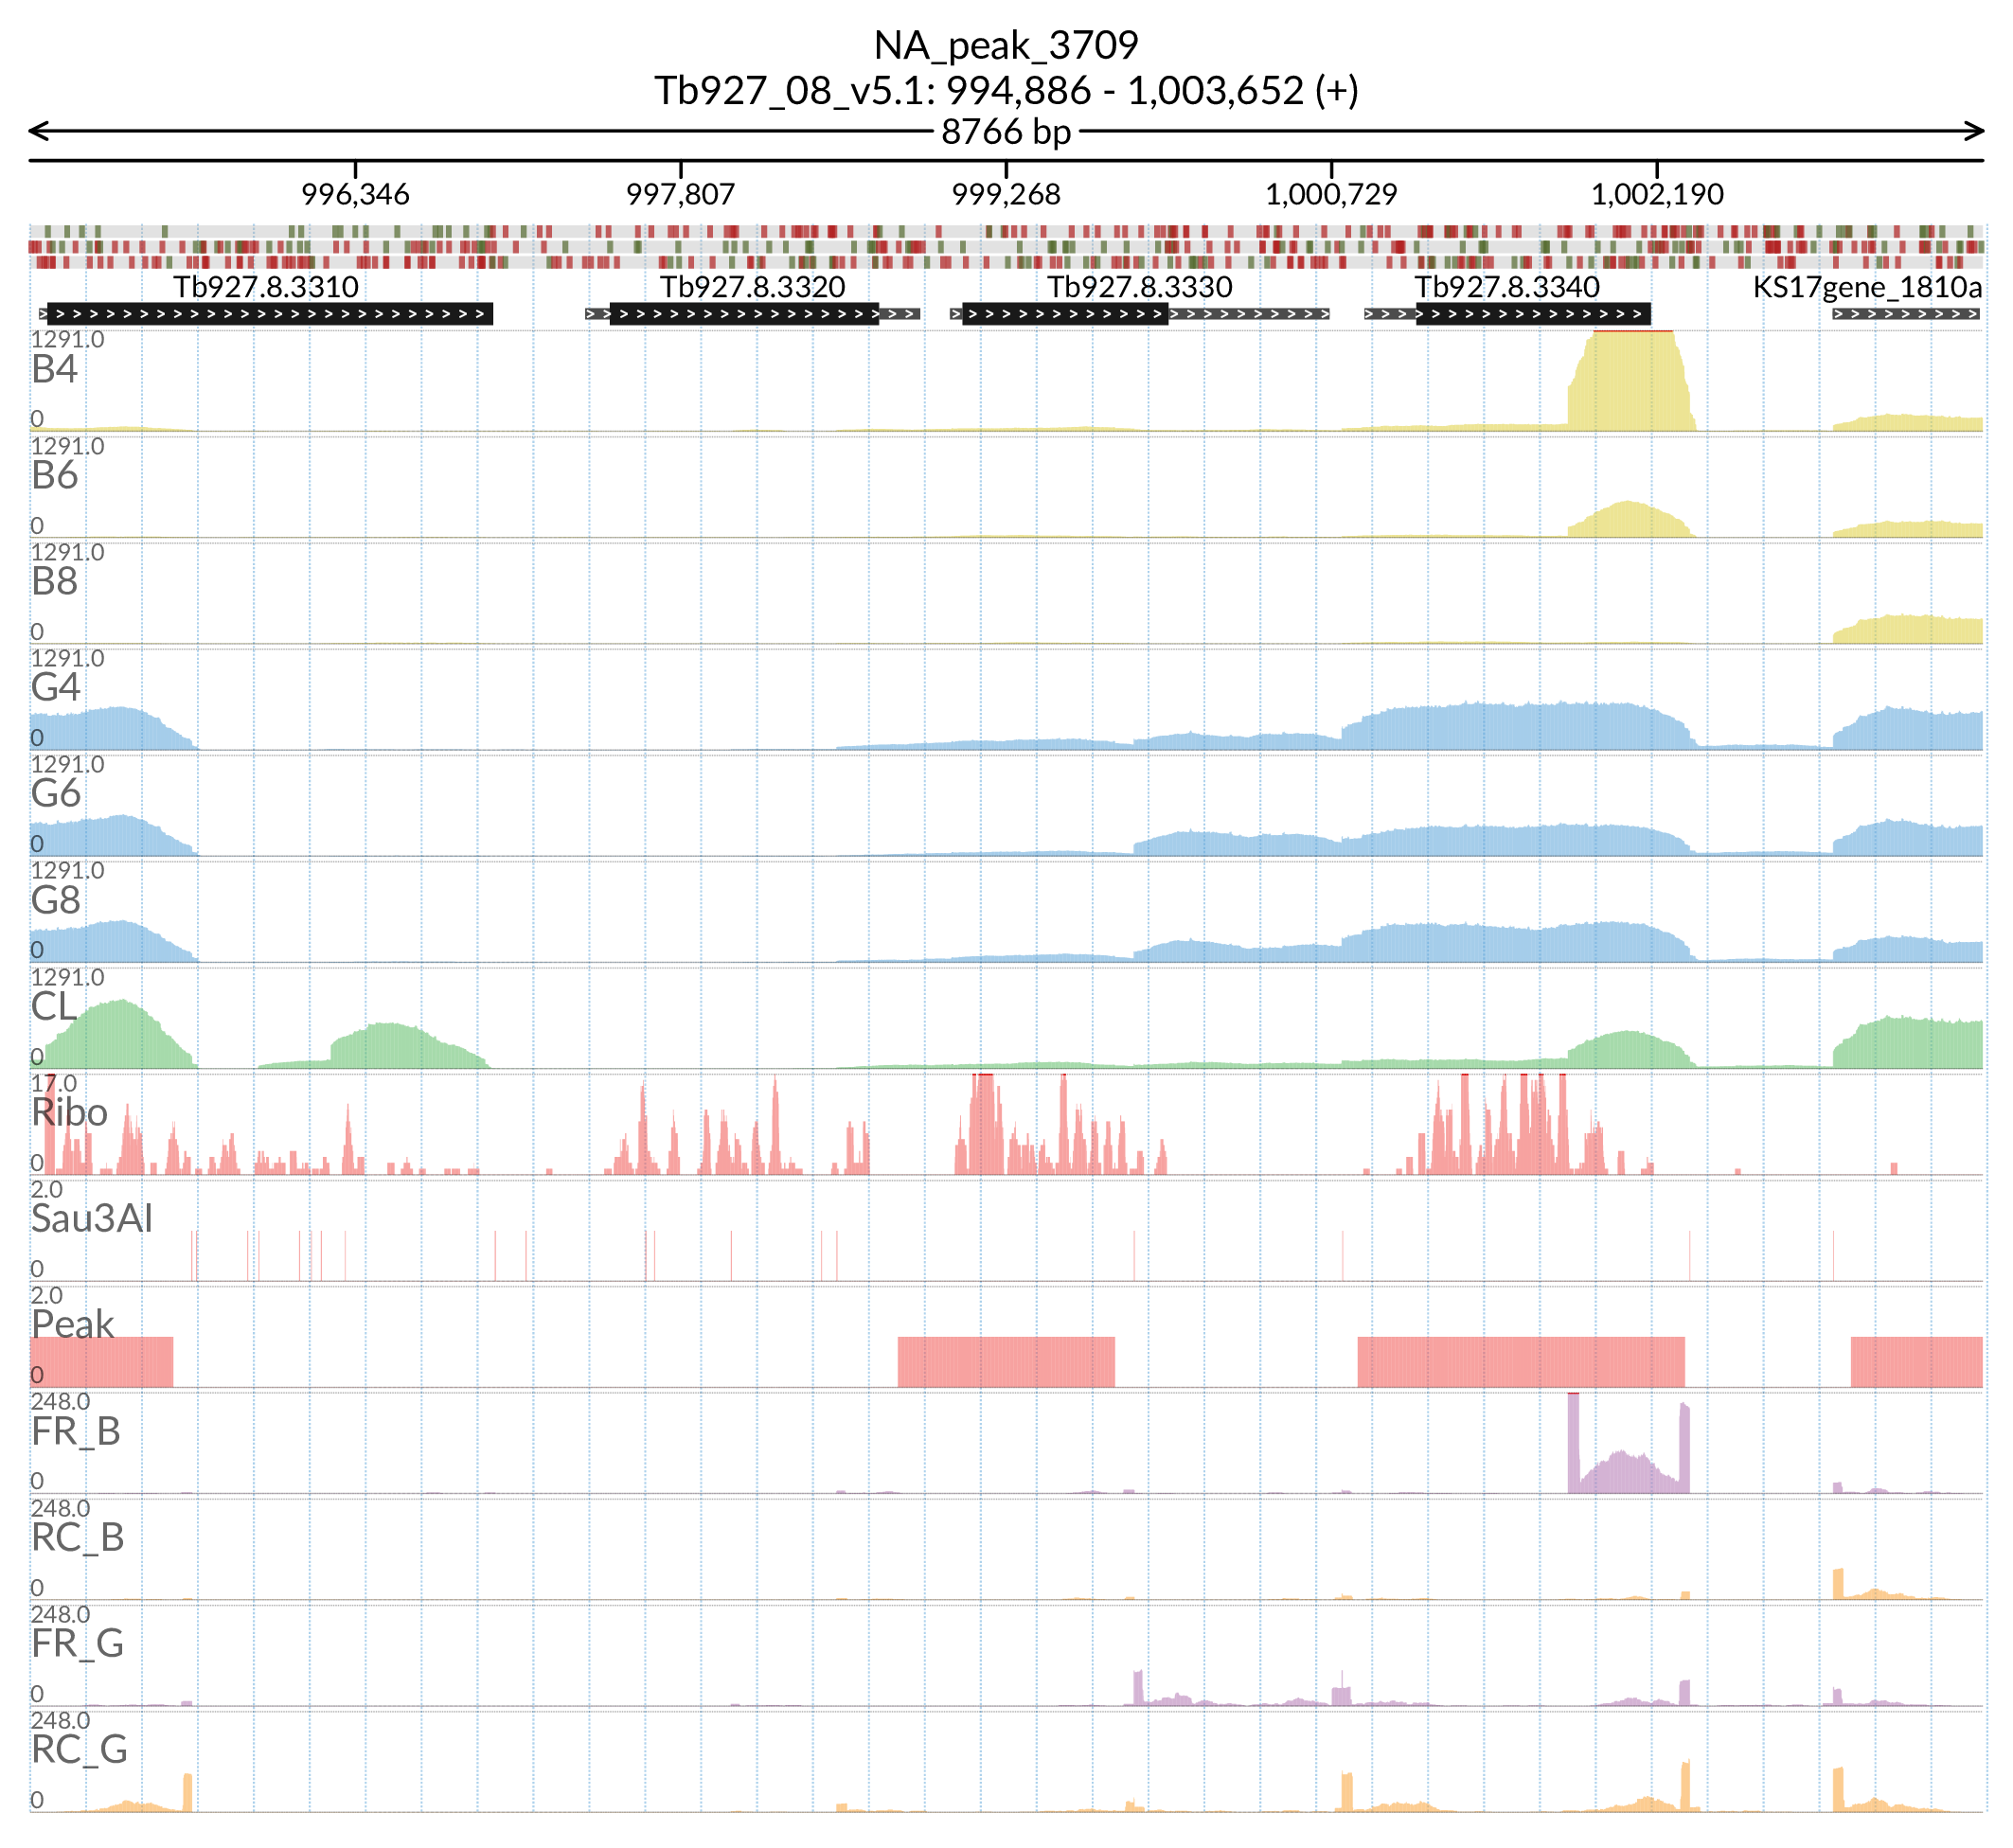 NA_peak_3709
Tb927_08_v5.1: 994,886 - 1,003,652 (+)
8766 bp
996,346 997,807 999,268 1,000,729 1,002,190
Tb927.8.3310 Tb927.8.3320 Tb927.8.3330 Tb927.8.3340 KS17gene_1810a
1291.0
B4
0
1291.0
B6
0
1291.0
B8
0
1291.0
G4
0
1291.0
G6
0
1291.0
G8
0
1291.0
CL
0
17.0
Ribo
0
2.0
Sau3AI
0
2.0
Peak
0
248.0
FR_B
0
248.0
RC_B
0
248.0
FR_G
0
248.0
RC_G
0